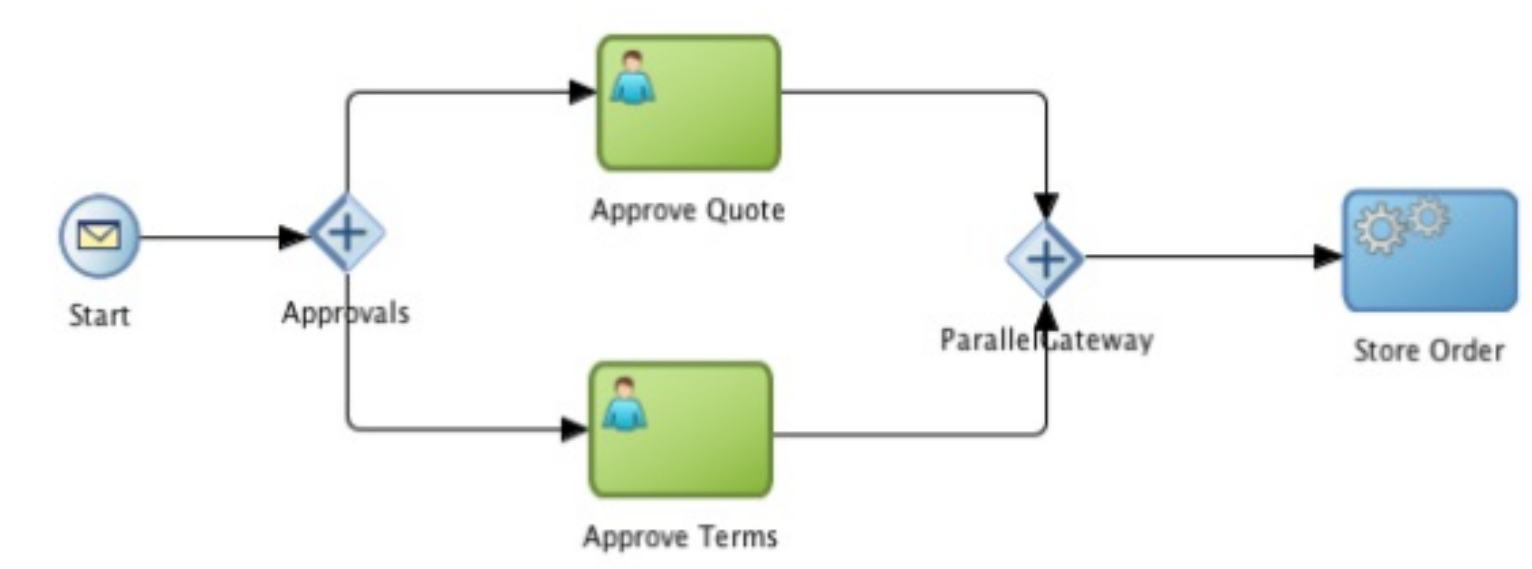 Approve Quote
Start
Approvals
ParallelGateway
Store Order
Approve Terms